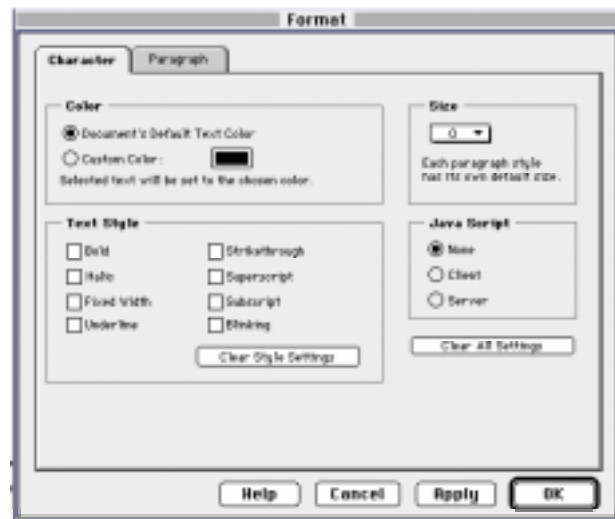 Format
Character
Paragraph
Color
Document's Default Text Color
Custom Color:
Selected text will be set to the chosen color.
Size
0
Each paragraph style
has its own default size.
Text Style
Bold
Strikethrough
Italic
Superscript
Fixed Width
Subscript
Underline
Blinking
Clear Style Settings
Java Script
None
Client
Server
Clear All Settings
Help
Cancel
Apply
OK